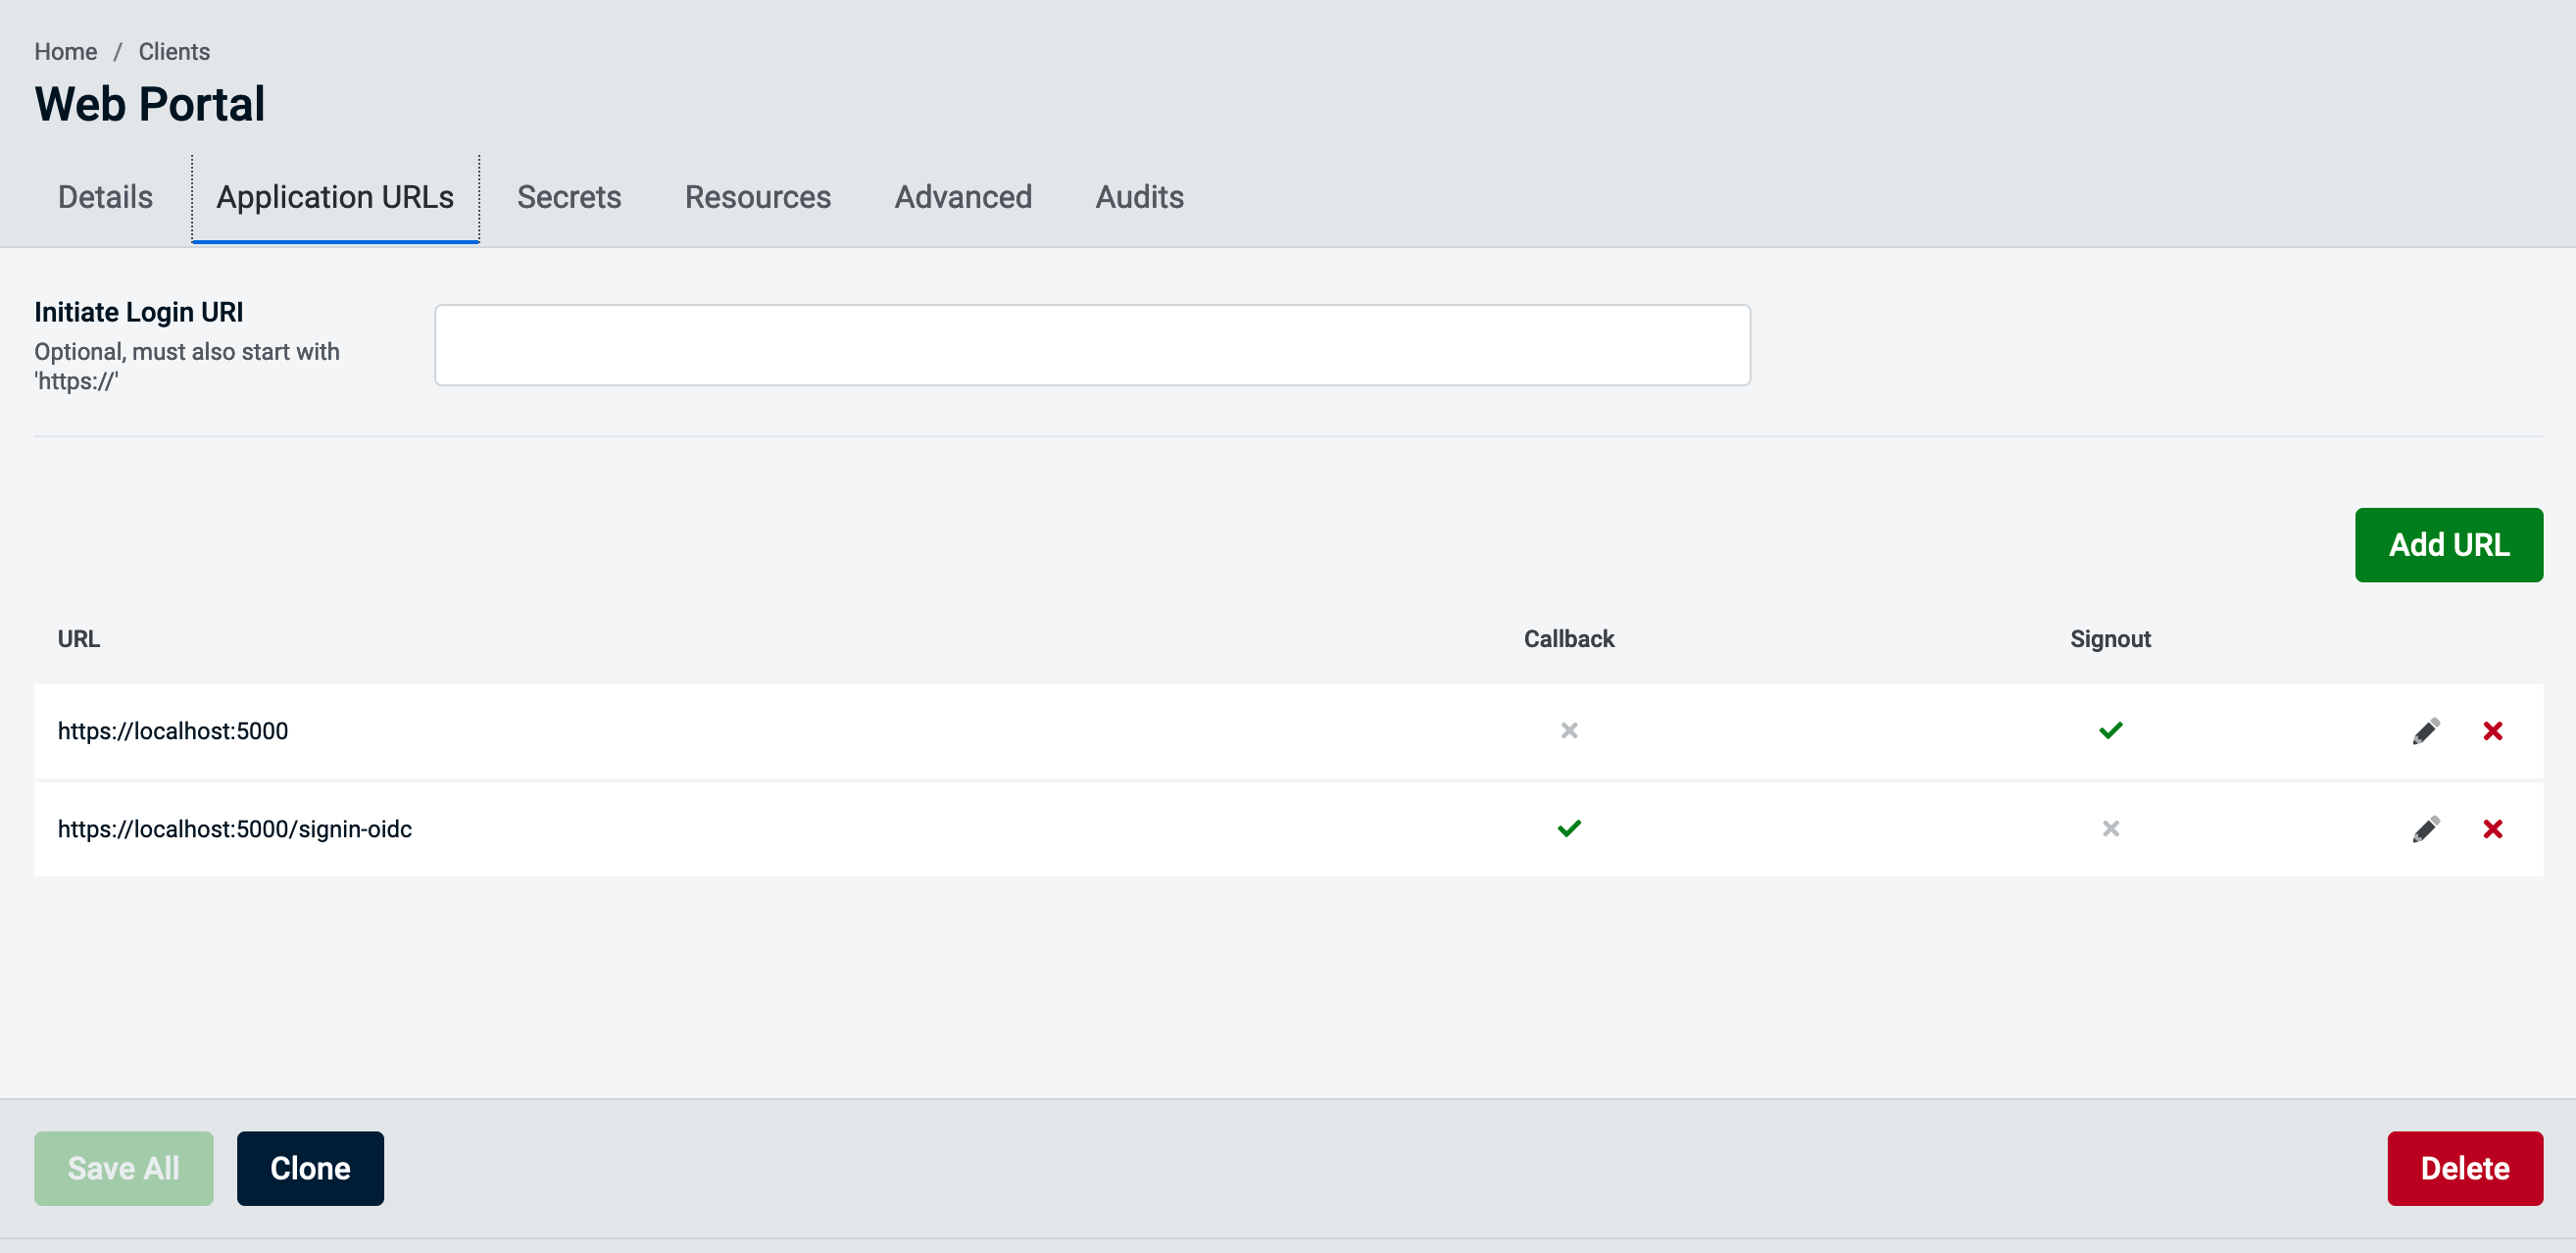 Home / Clients
Web Portal
Details Application URLs Secrets Resources Advanced Audits
Initiate Login URI
Optional, must also start with
'https://'
Add URL
URL Callback Signout
https://localhost:5000
https://localhost:5000/signin-oidc
Save All Clone Delete